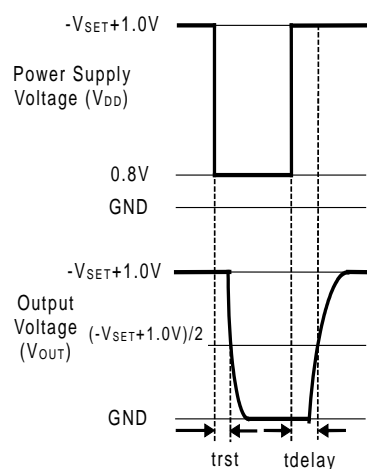 -VSET+1.0V
Power Supply
Voltage (VDD)
0.8V
GND
-VSET+1.0V
Output
Voltage
(VOUT)
(-VSET+1.0V)/2
GND
trst
tdelay